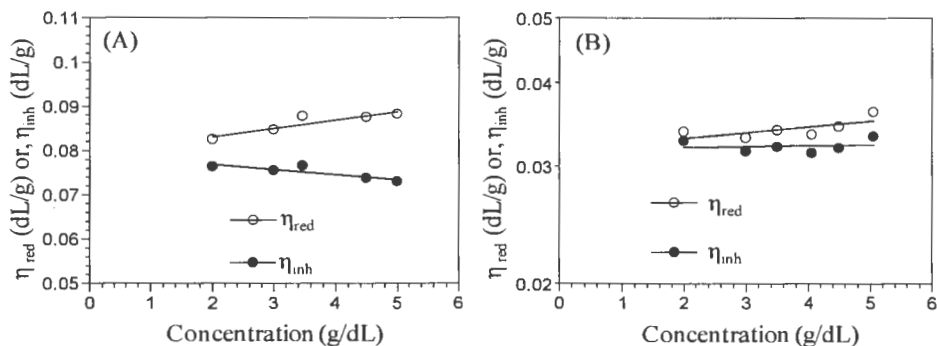 (A)
η red (dL/g) or, η inh (dL/g)
0.11
0.1
0.09
0.08
0.07
0.06
0.05
η red
η inh
0 1 2 3 4 5 6
Concentration (g/dL)
(B)
η red (dL/g) or, η inh (dL/g)
0.05
0.04
0.03
0.02
η red
η inh
0 1 2 3 4 5 6
Concentration (g/dL)